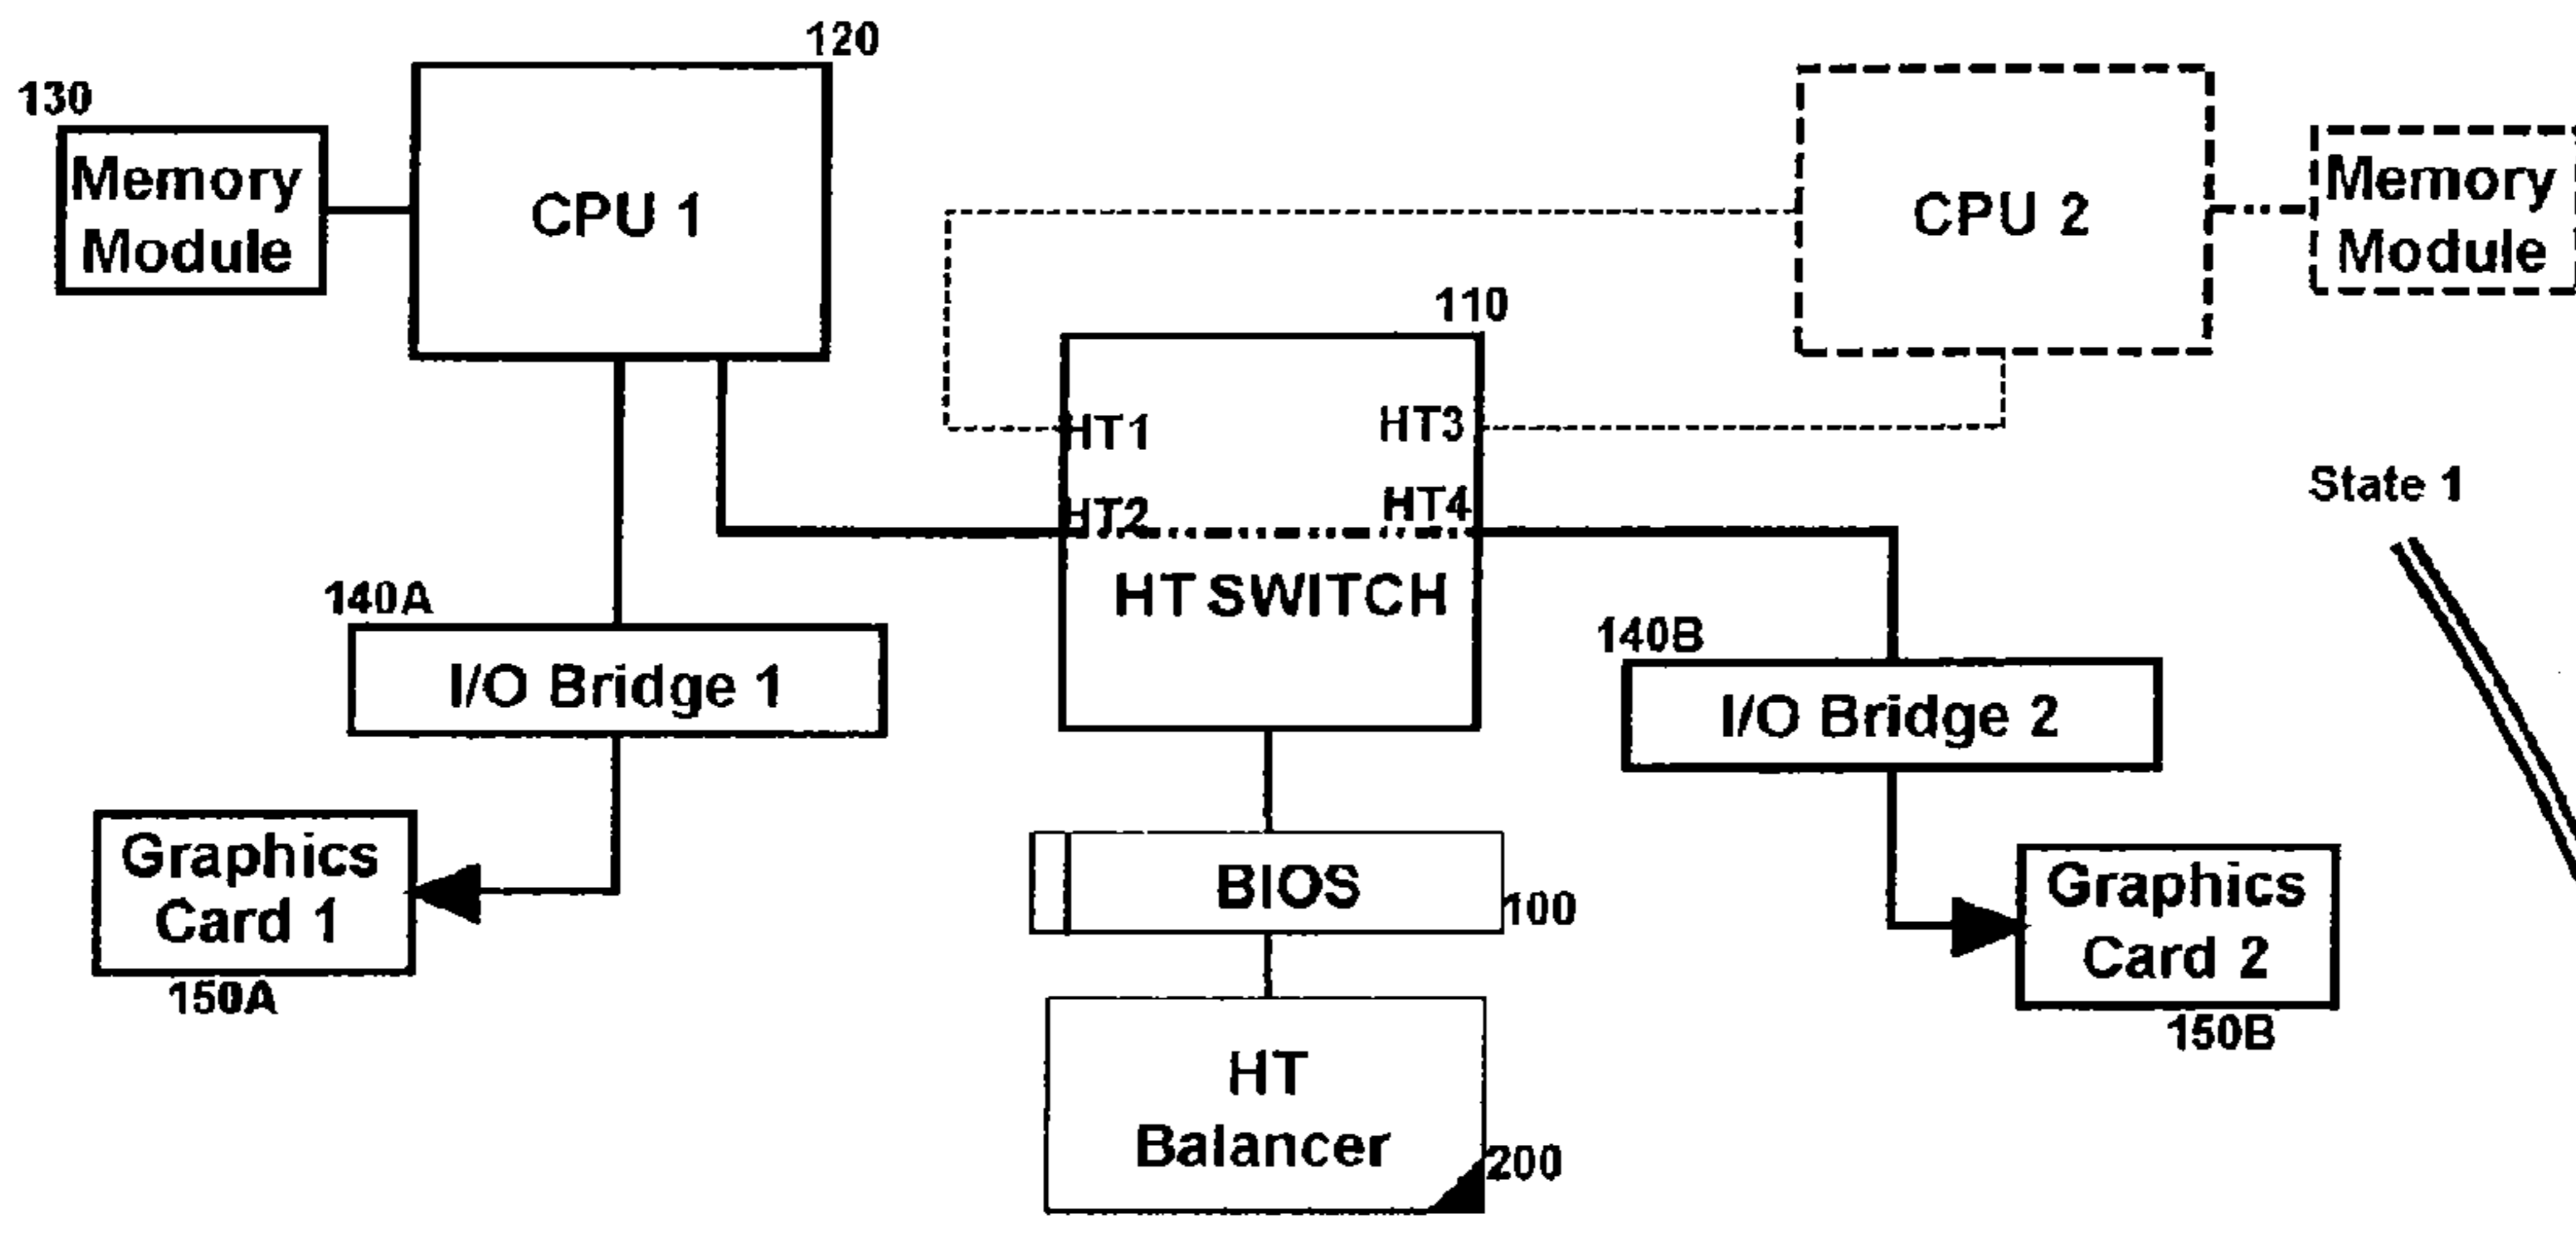 120
130
Memory
Module
CPU 1
CPU 2
Memory
Module
110
HT1
HT3
HT2
HT4
HT SWITCH
State 1
140A
I/O Bridge 1
140B
I/O Bridge 2
Graphics
Card 1
150A
BIOS
100
Graphics
Card 2
150B
HT
Balancer
200